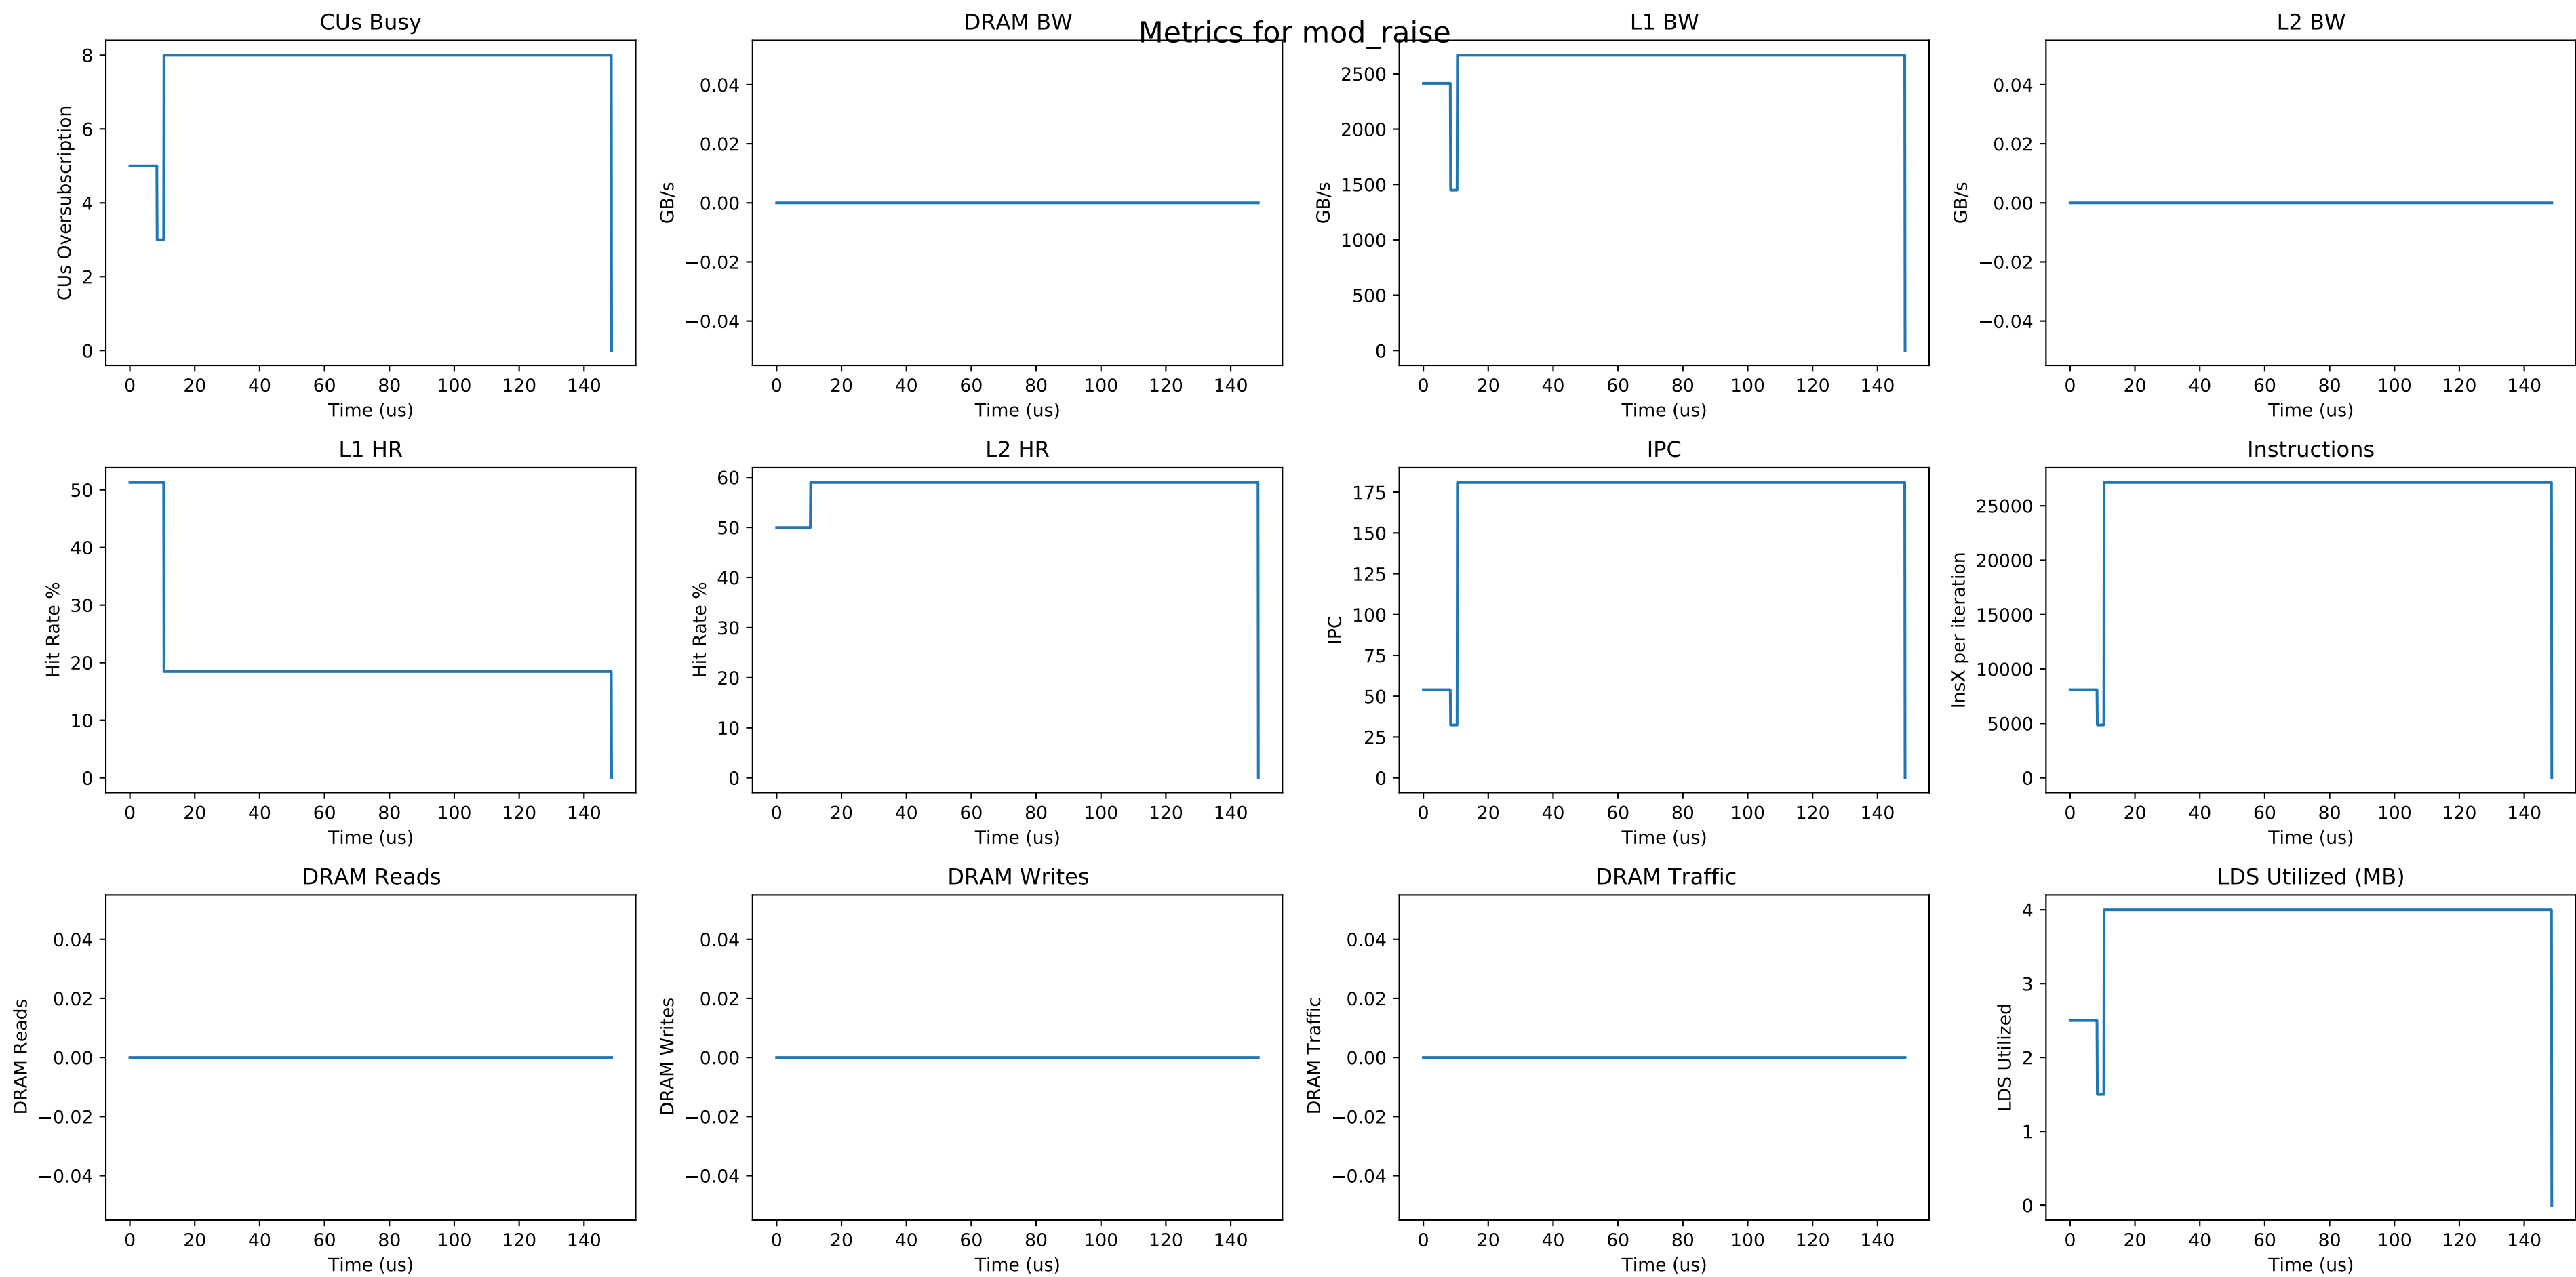 Metrics for mod_raise
CUs Busy
CUs Oversubscription
8
6
4
2
0
0 20 40 60 80 100 120 140
Time (us)
DRAM BW
GB/s
0.04
0.02
0.00
−0.02
−0.04
0 20 40 60 80 100 120 140
Time (us)
L1 BW
GB/s
2500
2000
1500
1000
500
0
0 20 40 60 80 100 120 140
Time (us)
L2 BW
GB/s
0.04
0.02
0.00
−0.02
−0.04
0 20 40 60 80 100 120 140
Time (us)
L1 HR
Hit Rate %
50
40
30
20
10
0
0 20 40 60 80 100 120 140
Time (us)
L2 HR
Hit Rate %
60
50
40
30
20
10
0
0 20 40 60 80 100 120 140
Time (us)
IPC
IPC
175
150
125
100
75
50
25
0
0 20 40 60 80 100 120 140
Time (us)
Instructions
InsX per iteration
25000
20000
15000
10000
5000
0
0 20 40 60 80 100 120 140
Time (us)
DRAM Reads
DRAM Reads
0.04
0.02
0.00
−0.02
−0.04
0 20 40 60 80 100 120 140
Time (us)
DRAM Writes
DRAM Writes
0.04
0.02
0.00
−0.02
−0.04
0 20 40 60 80 100 120 140
Time (us)
DRAM Traffic
DRAM Traffic
0.04
0.02
0.00
−0.02
−0.04
0 20 40 60 80 100 120 140
Time (us)
LDS Utilized (MB)
LDS Utilized
4
3
2
1
0
0 20 40 60 80 100 120 140
Time (us)